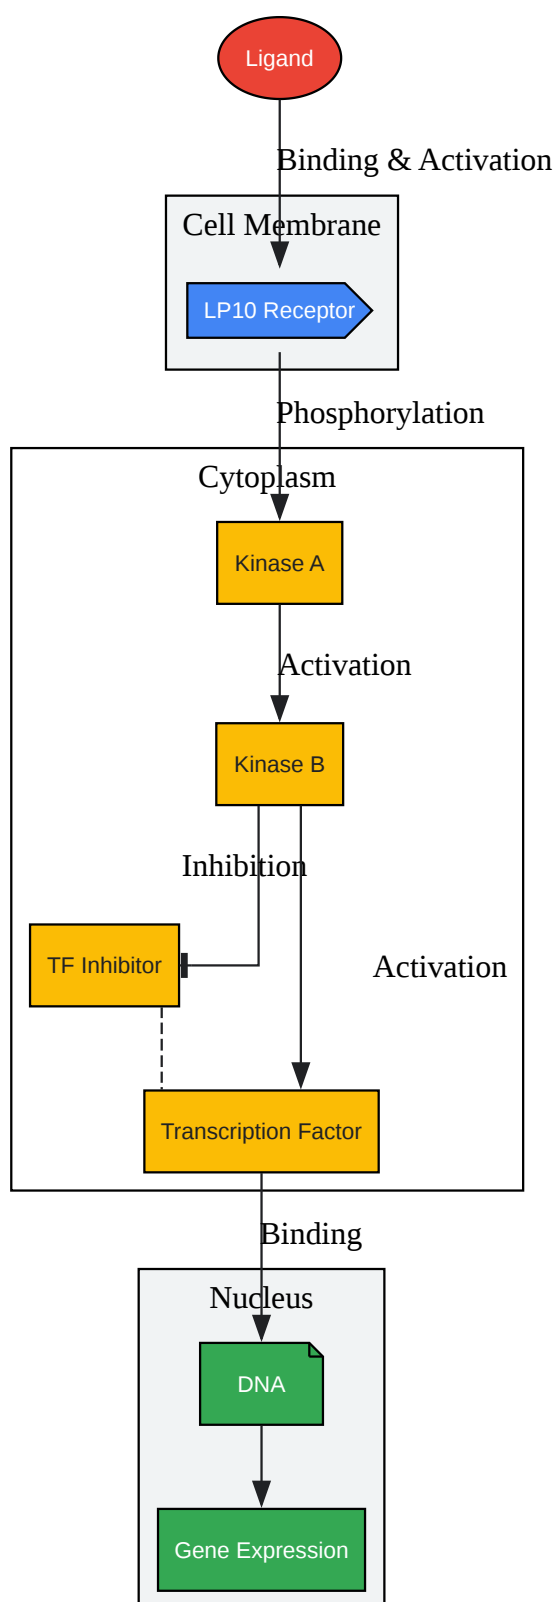 Ligand
Binding & Activation
Cell Membrane
LP10 Receptor
Phosphorylation
Cytoplasm
Kinase A
Activation
Kinase B
Inhibition
TF Inhibitor
Activation
Transcription Factor
Binding
Nucleus
DNA
Gene Expression